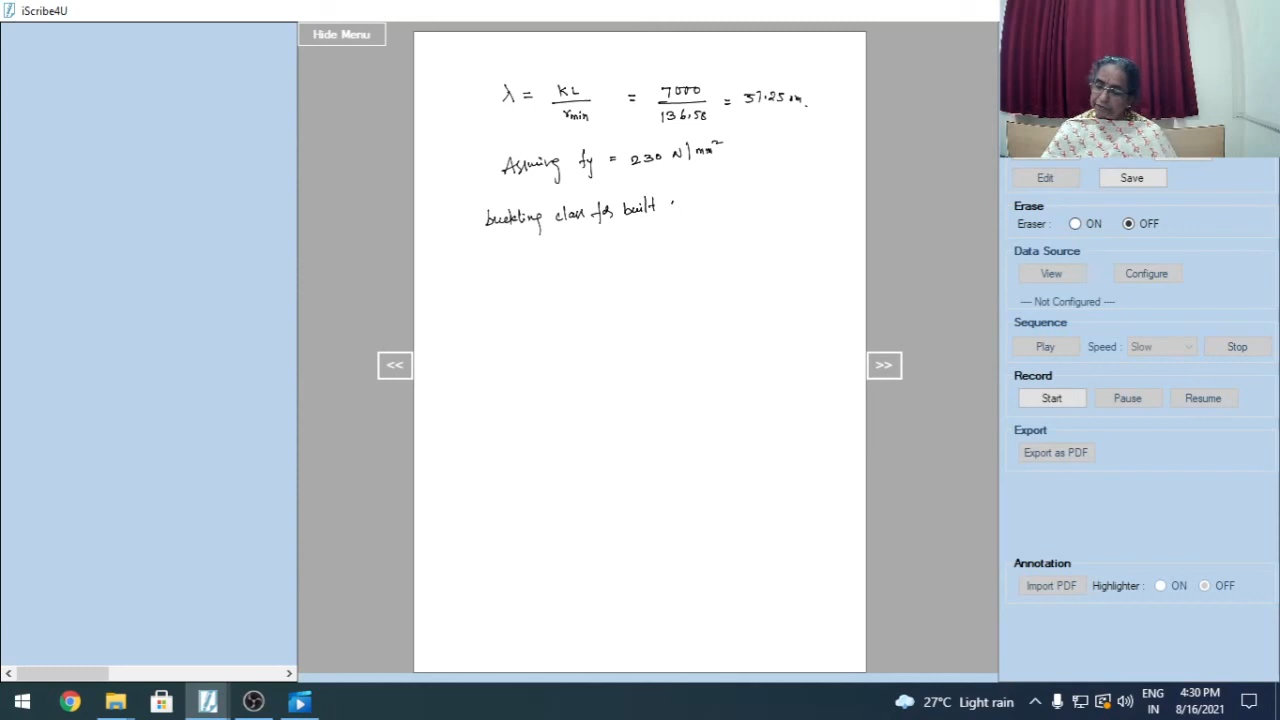 iScribe4U
Hide Menu
λ = KL / rmin = 7000 / 136.58 = 51.25 mm.
Assuming fy = 230 N/mm²
buckling class for built
<<
>>
Edit Save
Erase
Eraser : ON OFF
Data Source
View Configure
--- Not Configured ---
Sequence
Play Speed : Slow Stop
Record
Start Pause Resume
Export
Export as PDF
Annotation
Import PDF Highlighter : ON OFF
27°C Light rain
ENG
IN
4:30 PM
8/16/2021